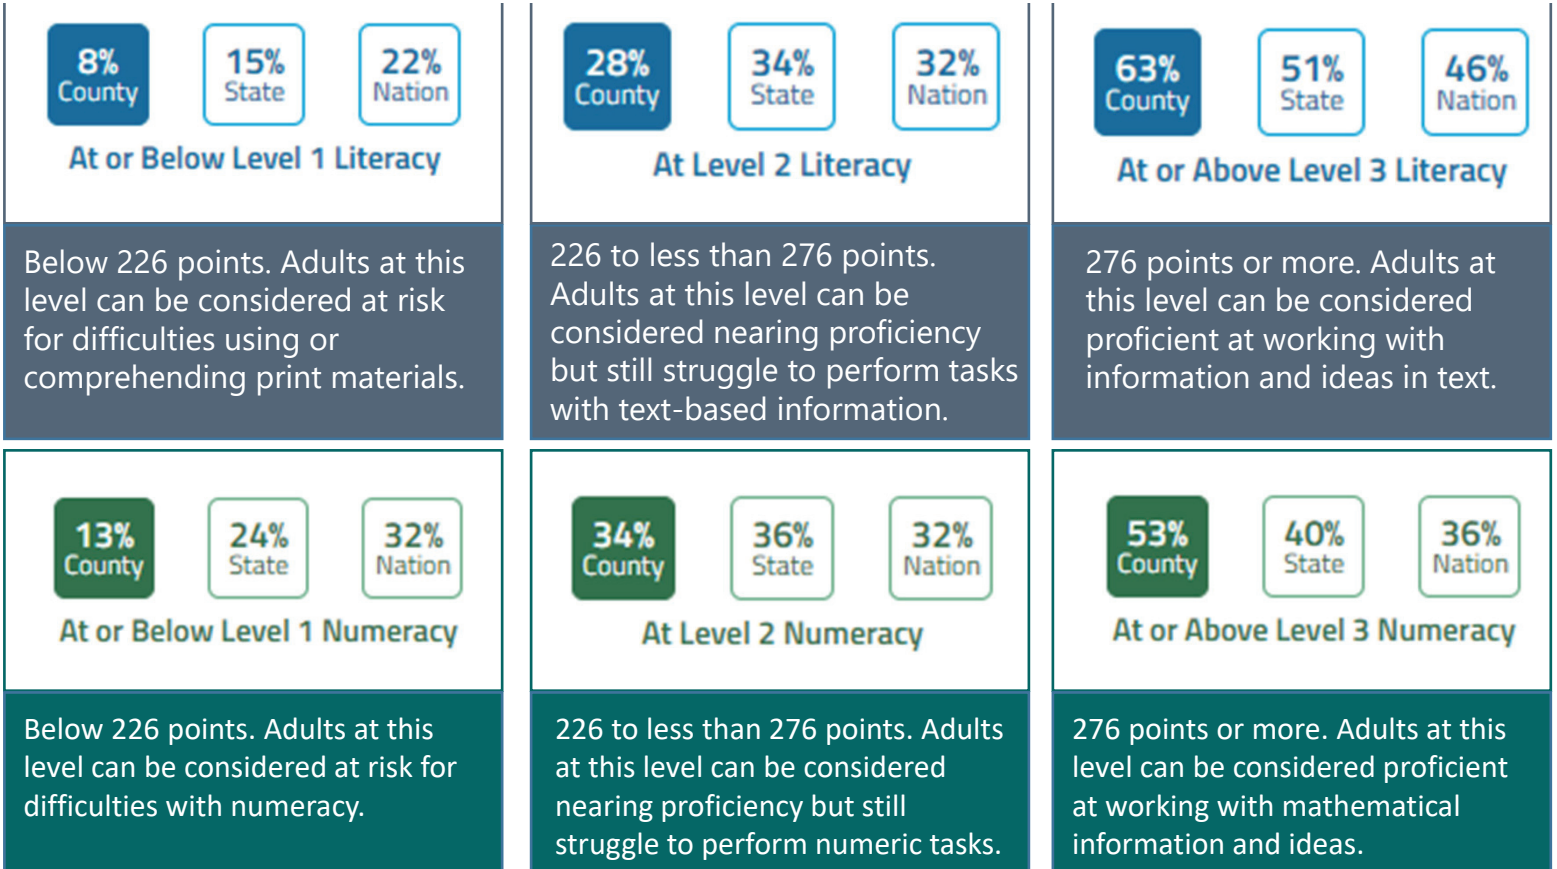 8%
County
15%
State
22%
Nation
At or Below Level 1 Literacy
Below 226 points. Adults at this
level can be considered at risk
for difficulties using or
comprehending print materials.
28%
County
34%
State
32%
Nation
At Level 2 Literacy
226 to less than 276 points.
Adults at this level can be
considered nearing proficiency
but still struggle to perform tasks
with text-based information.
63%
County
51%
State
46%
Nation
At or Above Level 3 Literacy
276 points or more. Adults at
this level can be considered
proficient at working with
information and ideas in text.
13%
County
24%
State
32%
Nation
At or Below Level 1 Numeracy
Below 226 points. Adults at this
level can be considered at risk for
difficulties with numeracy.
34%
County
36%
State
32%
Nation
At Level 2 Numeracy
226 to less than 276 points. Adults
at this level can be considered
nearing proficiency but still
struggle to perform numeric tasks.
53%
County
40%
State
36%
Nation
At or Above Level 3 Numeracy
276 points or more. Adults at this
level can be considered proficient
at working with mathematical
information and ideas.